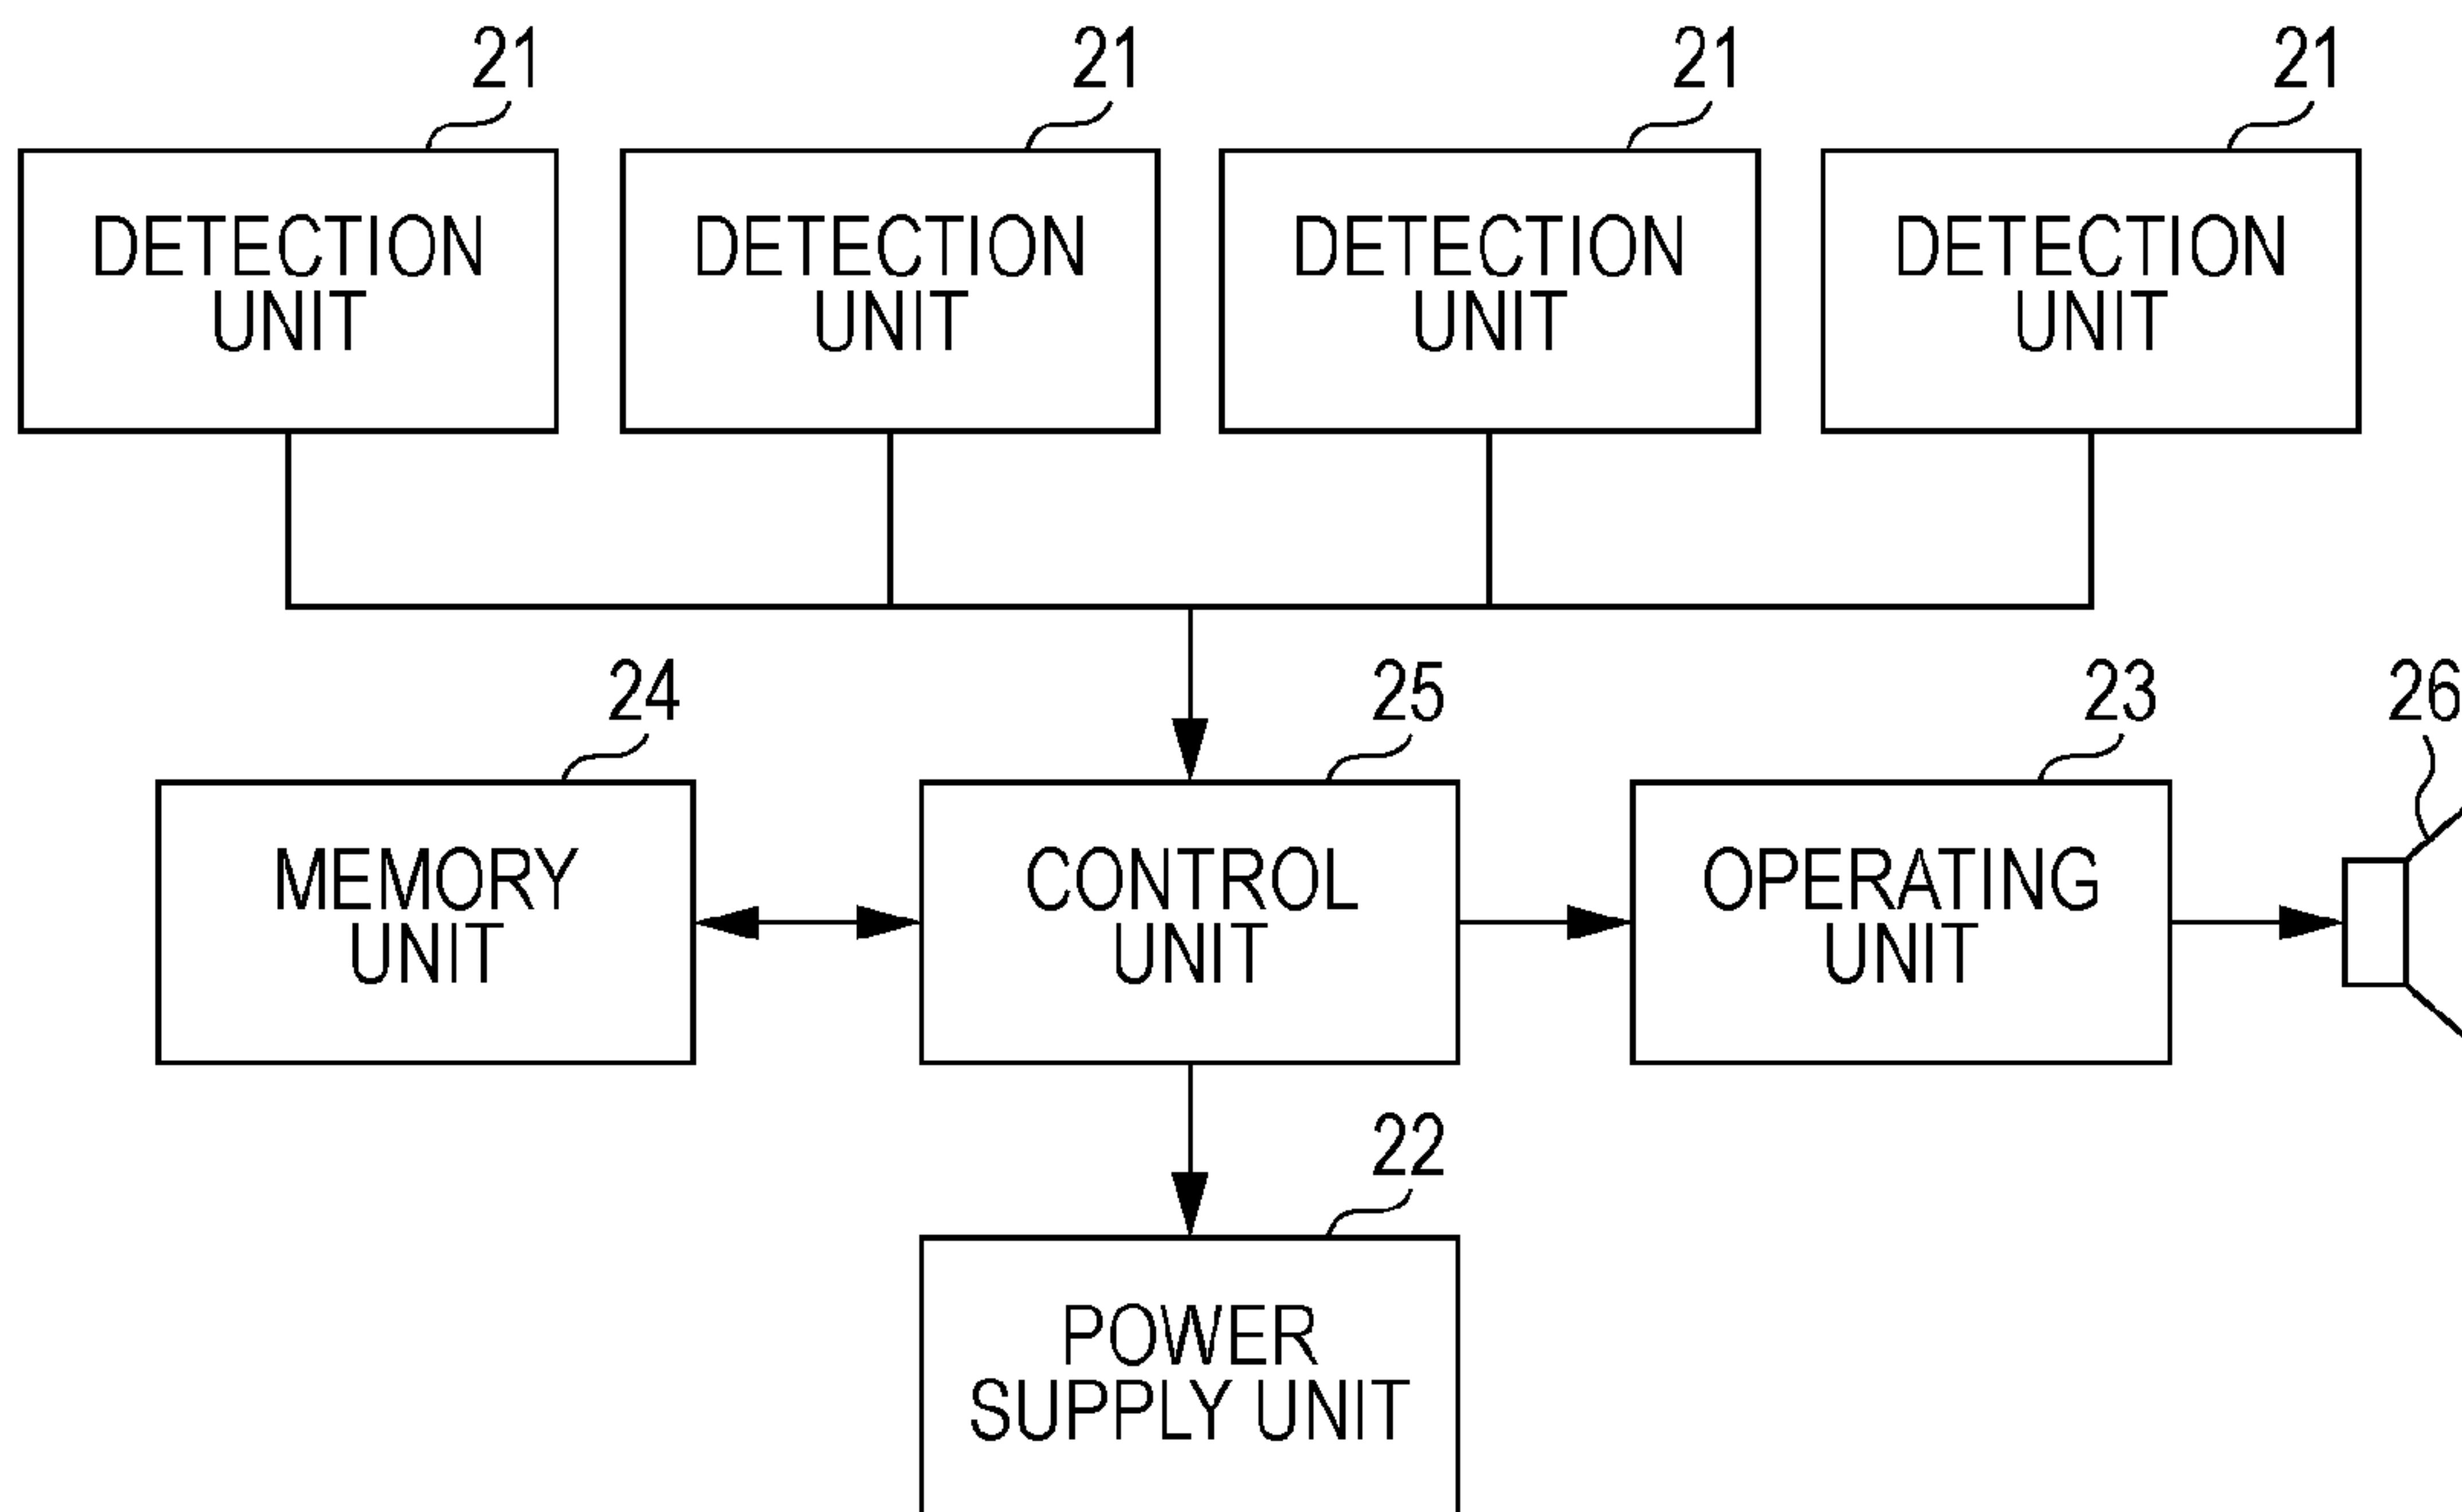 21 21 21 21
DETECTION DETECTION DETECTION DETECTION
UNIT UNIT UNIT UNIT
24 25 23 26
MEMORY CONTROL OPERATING
UNIT UNIT UNIT
22
POWER
SUPPLY UNIT